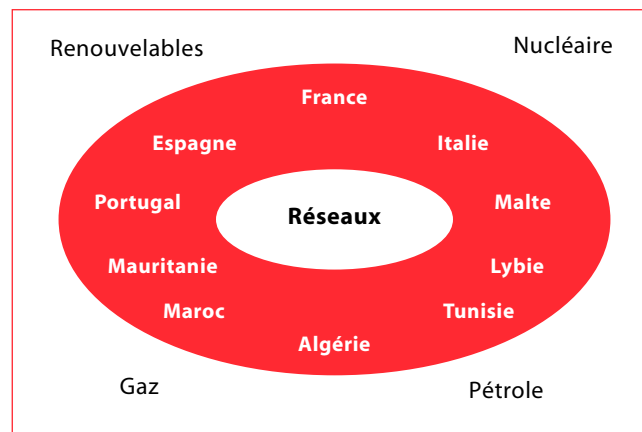 Renouvelables
Nucléaire
France
Espagne
Italie
Portugal
Réseaux
Malte
Mauritanie
Lybie
Maroc
Tunisie
Algérie
Gaz
Pétrole